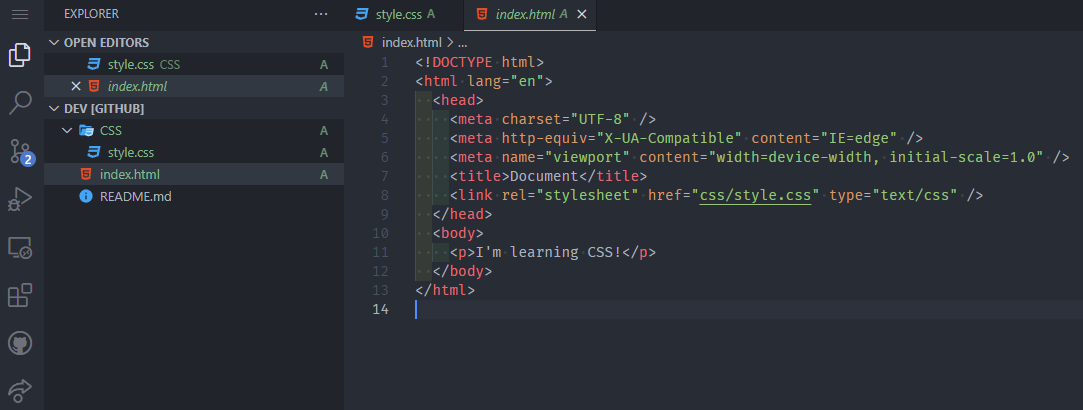 EXPLORER ...
OPEN EDITORS
style.css CSS A
index.html A
DEV [GITHUB]
CSS A
style.css A
index.html A
README.md
2
style.css A
index.html A
index.html > ...
1 <!DOCTYPE html>
2 <html lang="en">
3 <head>
4 <meta charset="UTF-8" />
5 <meta http-equiv="X-UA-Compatible" content="IE=edge" />
6 <meta name="viewport" content="width=device-width, initial-scale=1.0" />
7 <title>Document</title>
8 <link rel="stylesheet" href="css/style.css" type="text/css" />
9 </head>
10 <body>
11 <p>I'm learning CSS!</p>
12 </body>
13 </html>
14